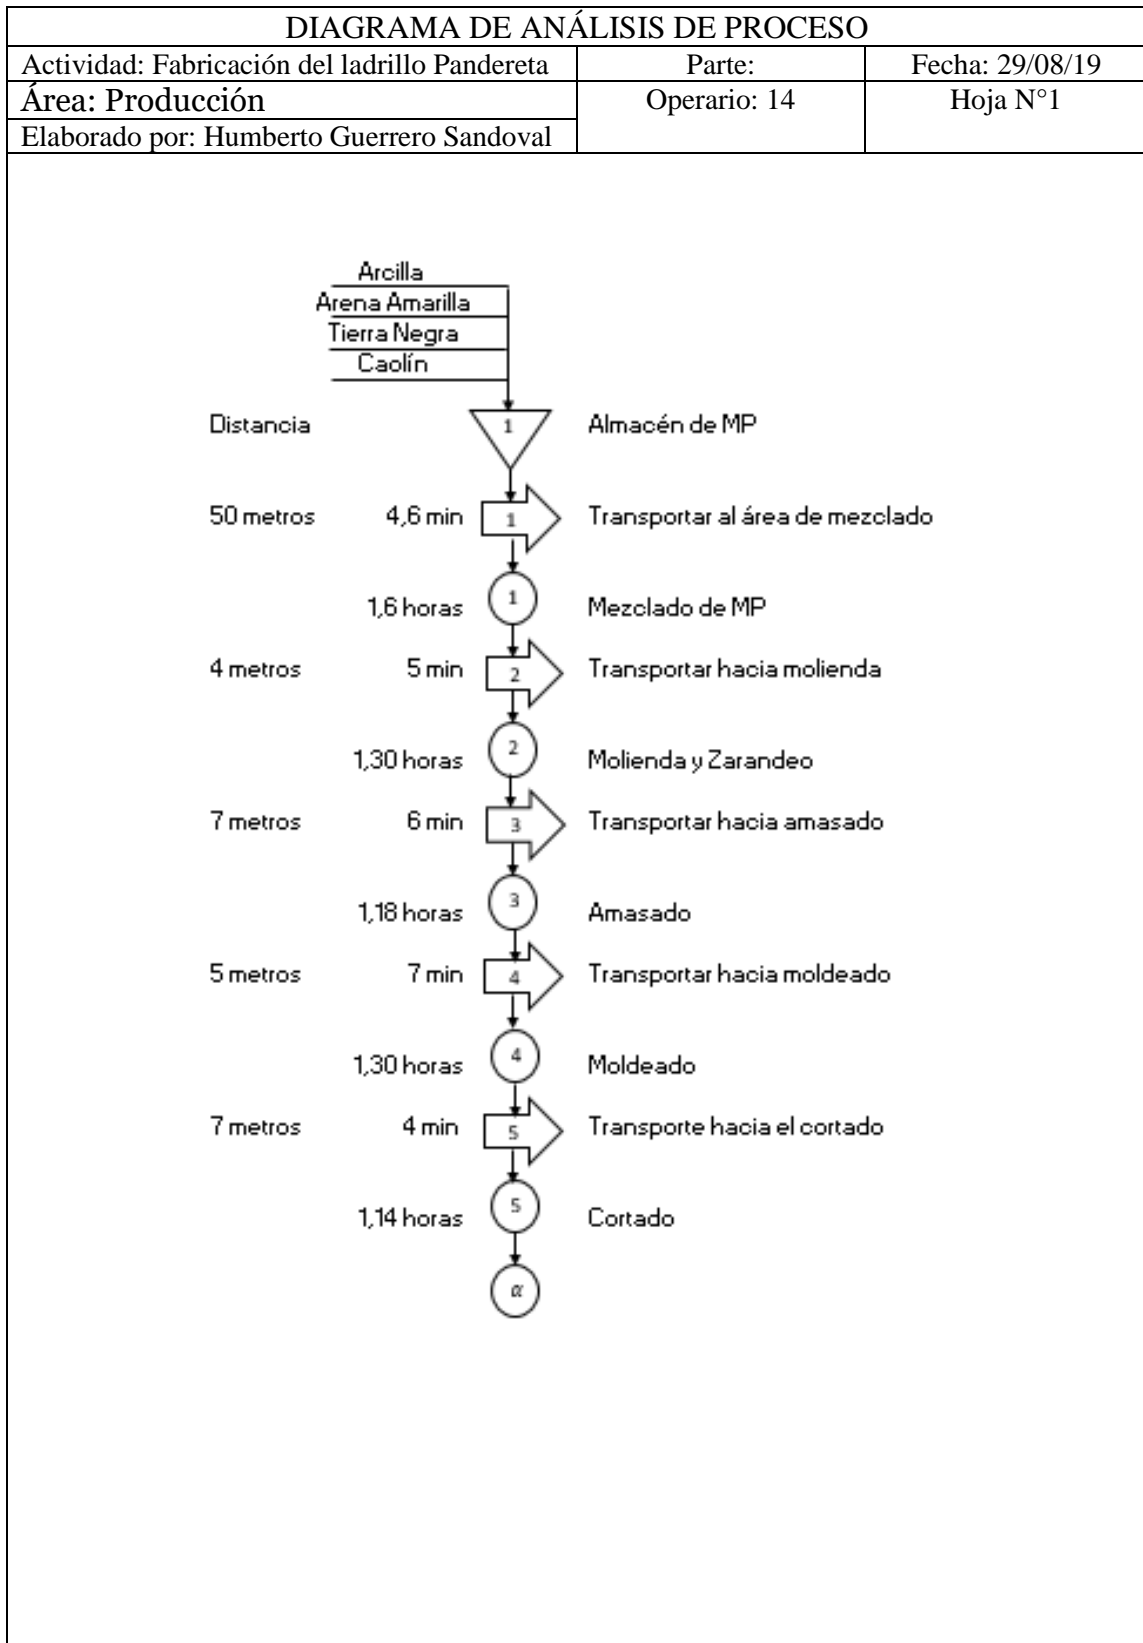 DIAGRAMA DE ANÁLISIS DE PROCESO
Actividad: Fabricación del ladrillo Pandereta Parte: Fecha: 29/08/19
Área: Producción Operario: 14 Hoja N°1
Elaborado por: Humberto Guerrero Sandoval
Arcilla
Arena Amarilla
Tierra Negra
Caolín
Distancia 1 Almacén de MP
50 metros 4,6 min 1 Transportar al área de mezclado
1,6 horas 1 Mezclado de MP
4 metros 5 min 2 Transportar hacia molienda
1,30 horas 2 Molienda y Zarandeo
7 metros 6 min 3 Transportar hacia amasado
1,18 horas 3 Amasado
5 metros 7 min 4 Transportar hacia moldeado
1,30 horas 4 Moldeado
7 metros 4 min 5 Transporte hacia el cortado
1,14 horas 5 Cortado
α